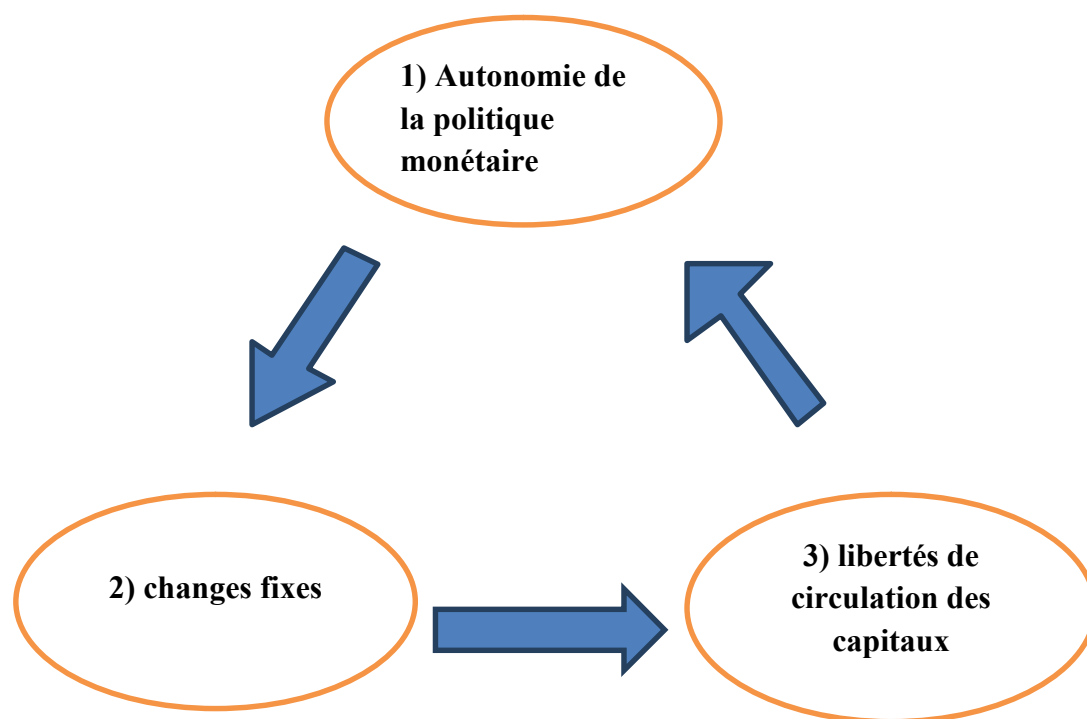 1) Autonomie de
la politique
monétaire
2) changes fixes
3) libertés de
circulation des
capitaux